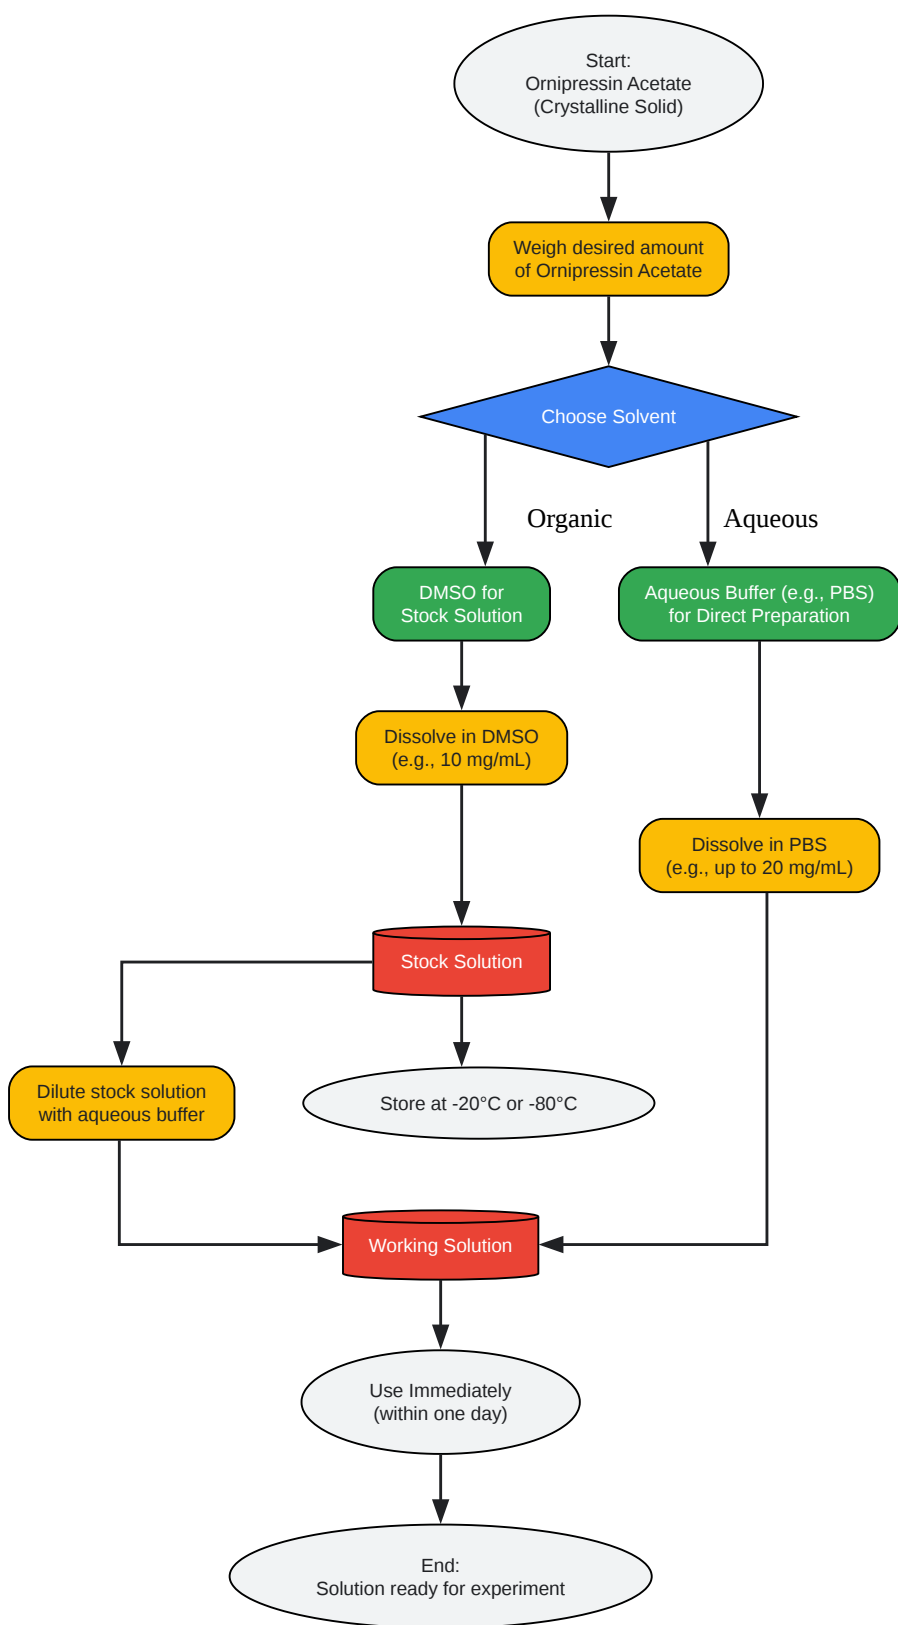 Start:
Ornipressin Acetate
(Crystalline Solid)
Weigh desired amount
of Ornipressin Acetate
Choose Solvent
Organic
Aqueous
DMSO for
Stock Solution
Aqueous Buffer (e.g., PBS)
for Direct Preparation
Dissolve in DMSO
(e.g., 10 mg/mL)
Dissolve in PBS
(e.g., up to 20 mg/mL)
Stock Solution
Dilute stock solution
with aqueous buffer
Store at -20°C or -80°C
Working Solution
Use Immediately
(within one day)
End:
Solution ready for experiment